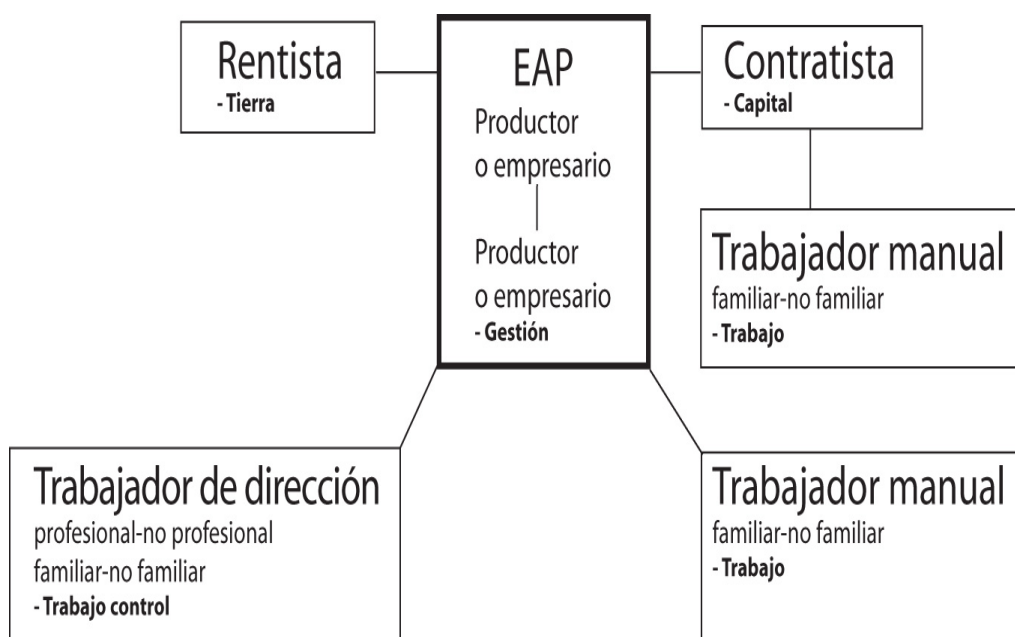 Rentista
- Tierra
EAP
Productor
o empresario
Productor
o empresario
- Gestión
Contratista
- Capital
Trabajador manual
familiar-no familiar
- Trabajo
Trabajador de dirección
profesional-no profesional
familiar-no familiar
- Trabajo control
Trabajador manual
familiar-no familiar
- Trabajo